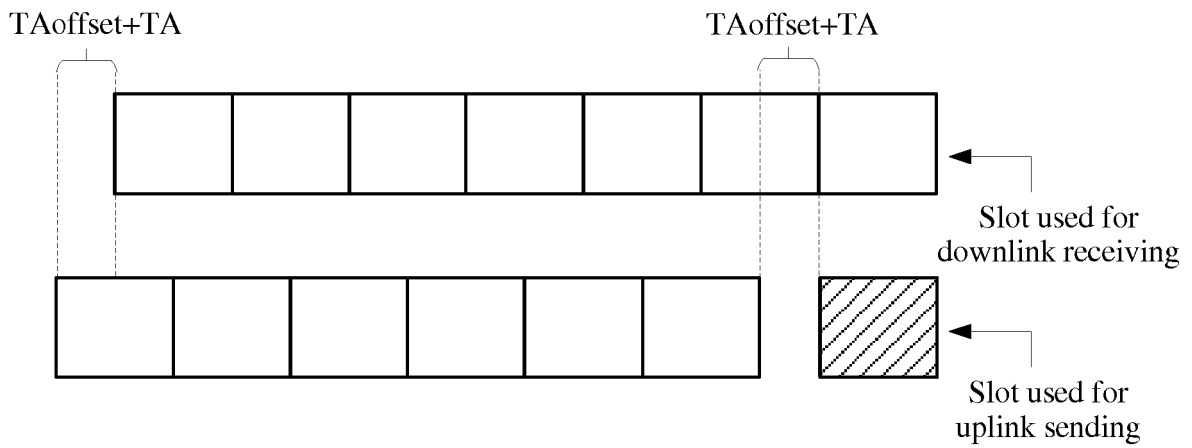 TAoffset+TA
TAoffset+TA
Slot used for
downlink receiving
Slot used for
uplink sending